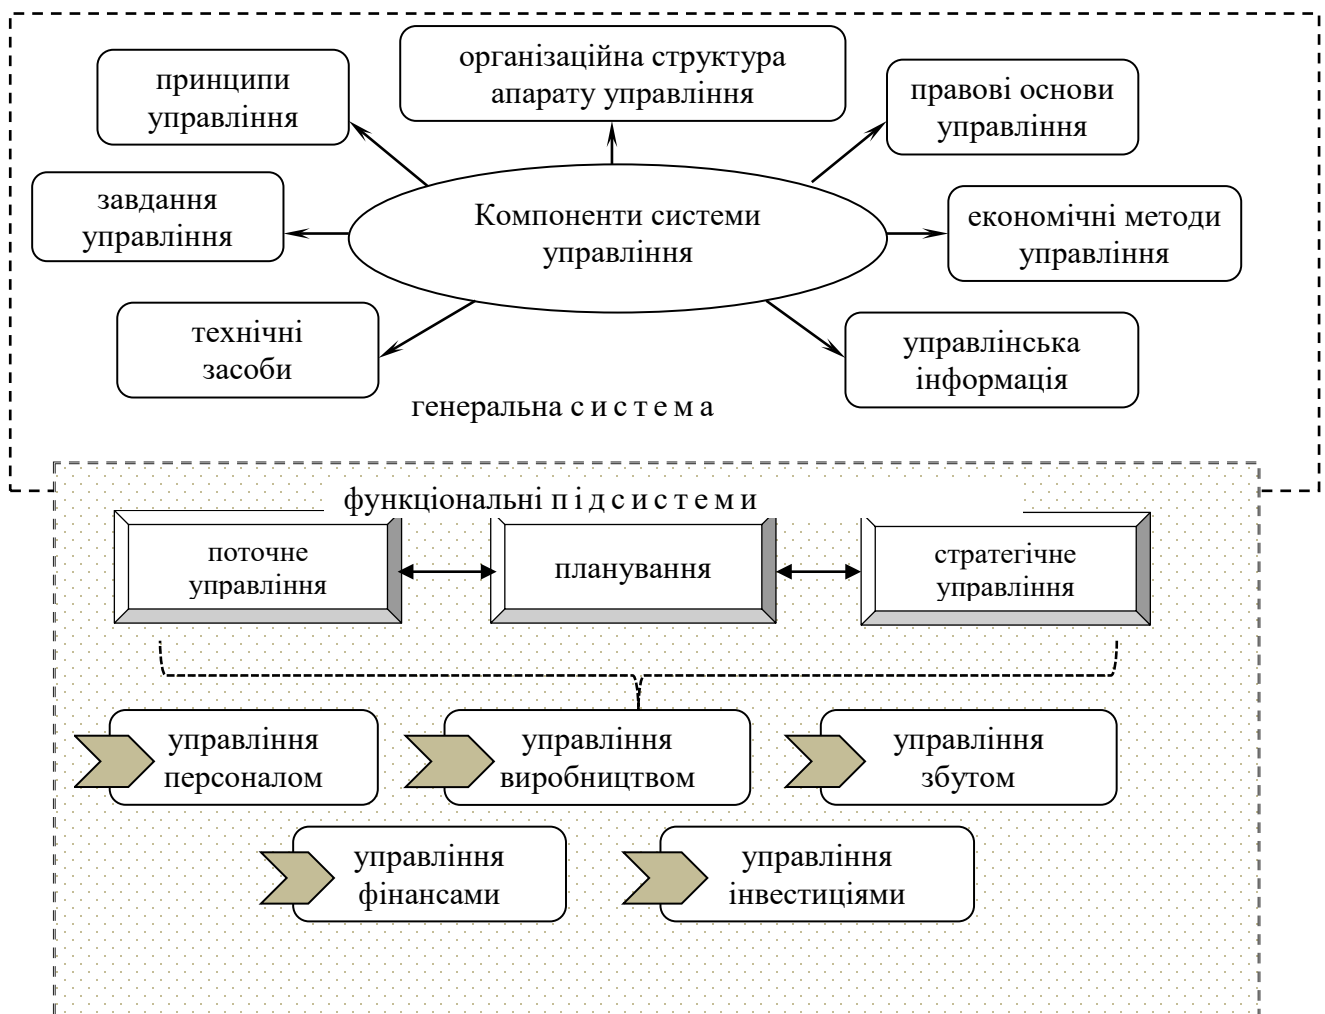 організаційна структура
апарату управління
принципи
управління
правові основи
управління
завдання
управління
Компоненти системи
управління
економічні методи
управління
технічні
засоби
управлінська
інформація
генеральна с и с т е м а
функціональні п і д с и с т е м и
поточне
управління
планування
стратегічне
управління
управління
персоналом
управління
виробництвом
управління
збутом
управління
фінансами
управління
інвестиціями